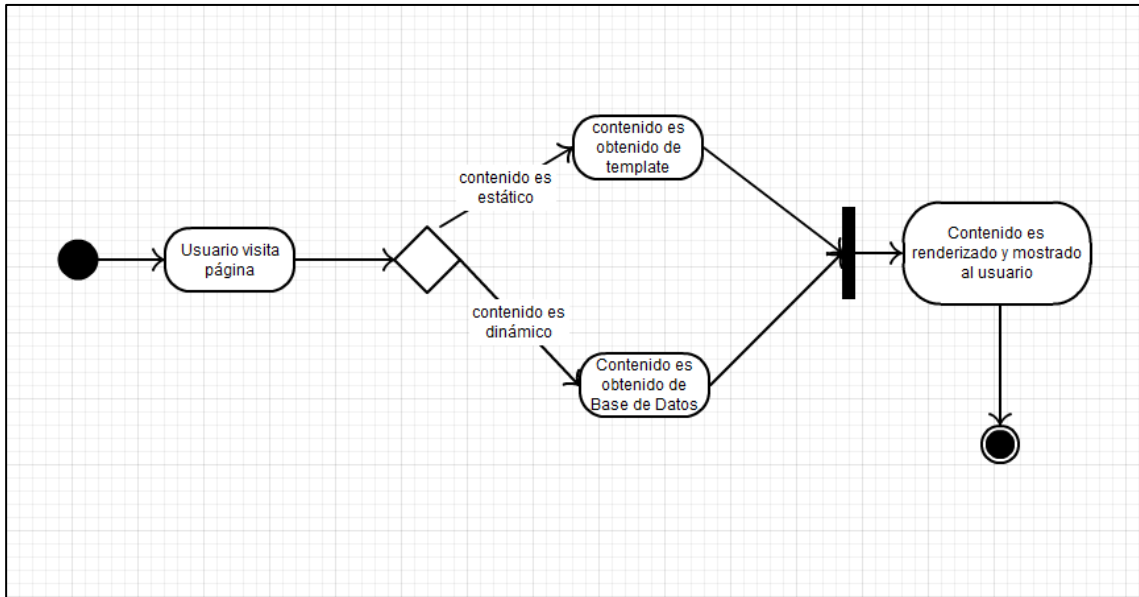 Usuario visita
página
contenido es
estático
contenido es
dinámico
contenido es
obtenido de
template
Contenido es
obtenido de
Base de Datos
Contenido es
renderizado y mostrado
al usuario